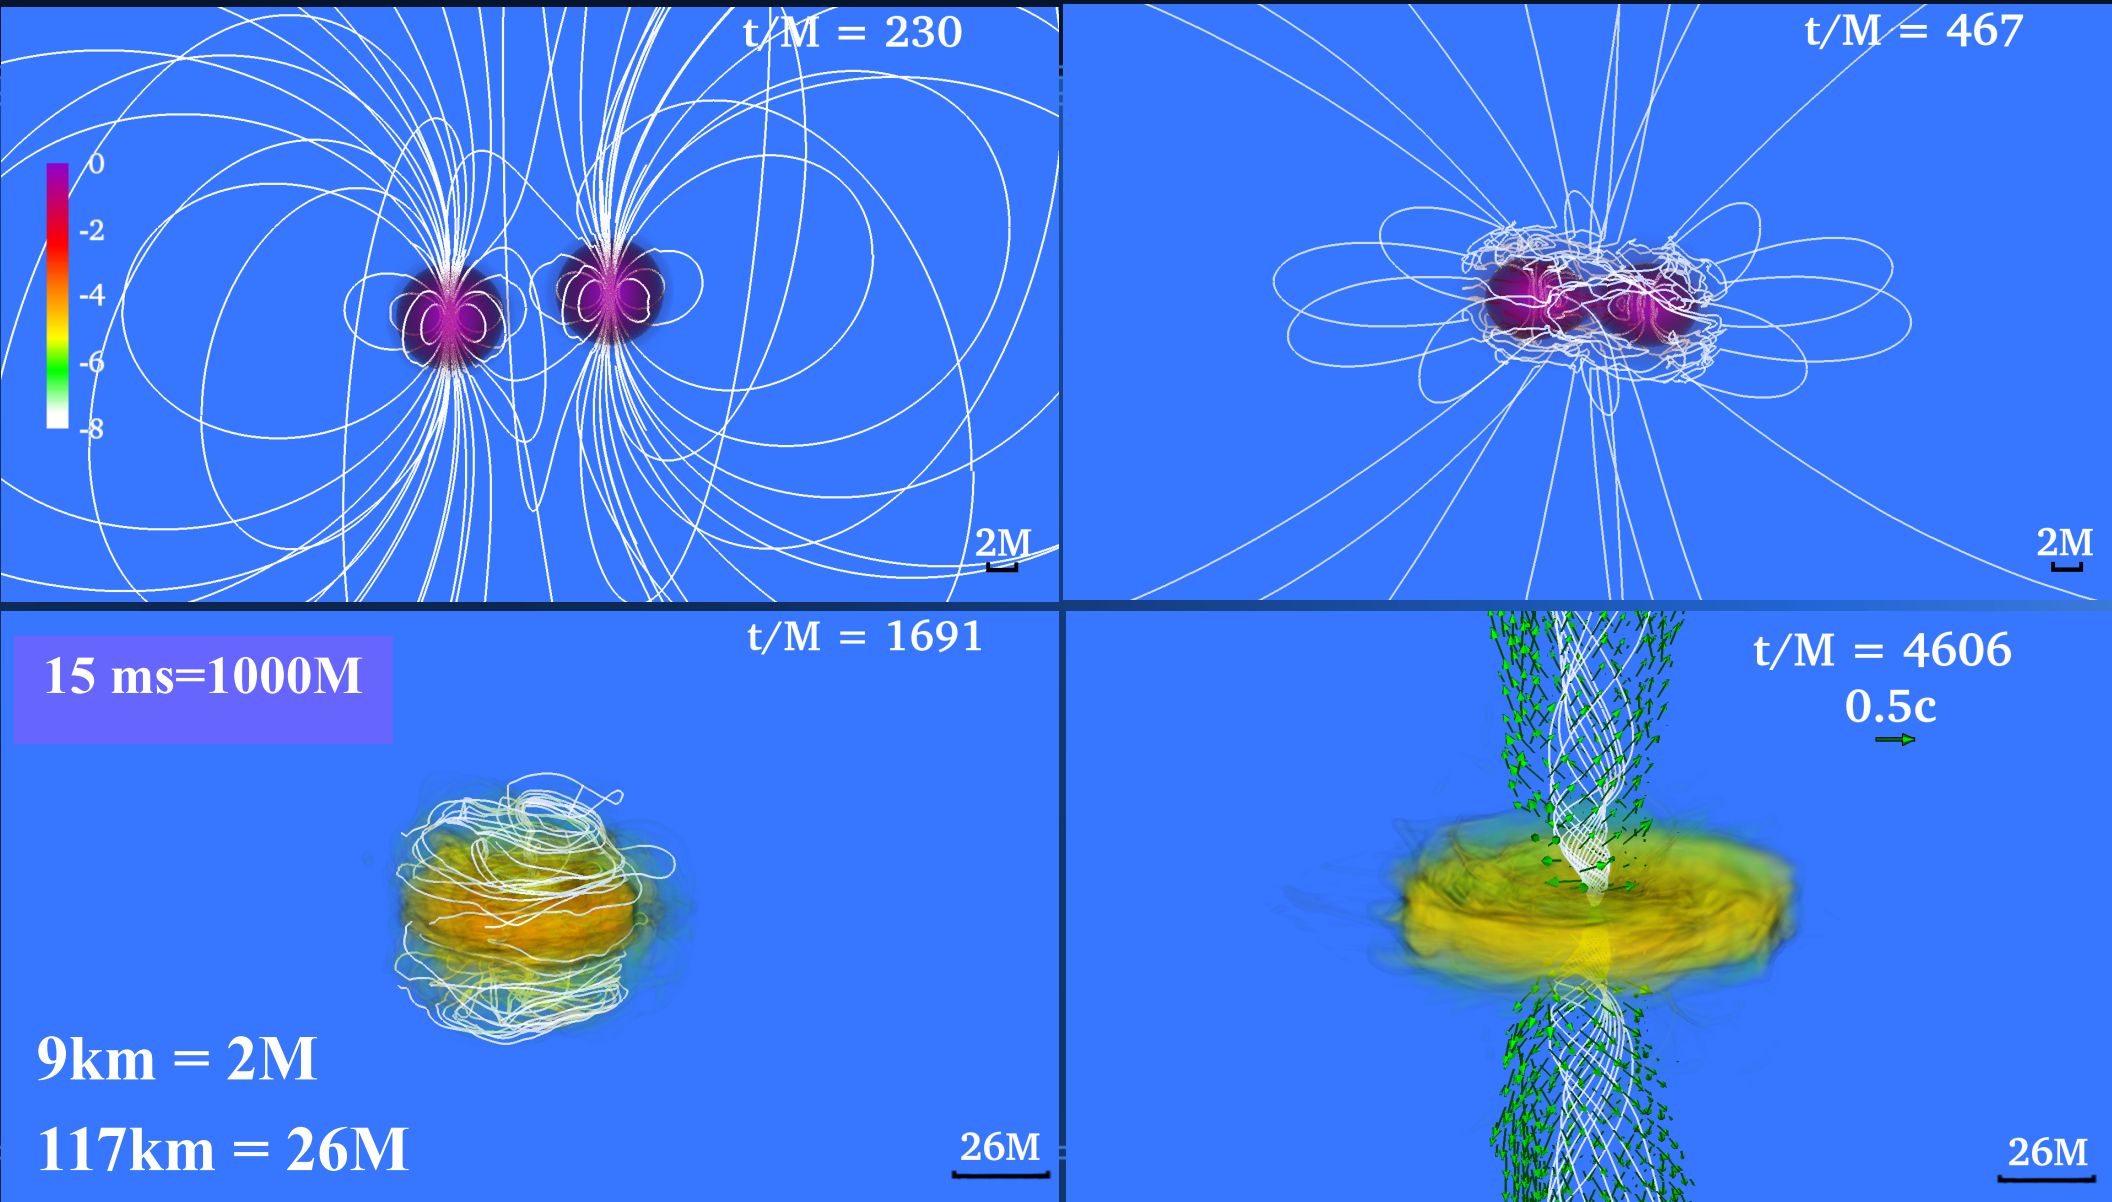 t/M = 230
0
-2
-4
-6
-8
2M
t/M = 467
2M
15 ms=1000M
t/M = 1691
9km = 2M
117km = 26M
26M
t/M = 4606
0.5c
26M